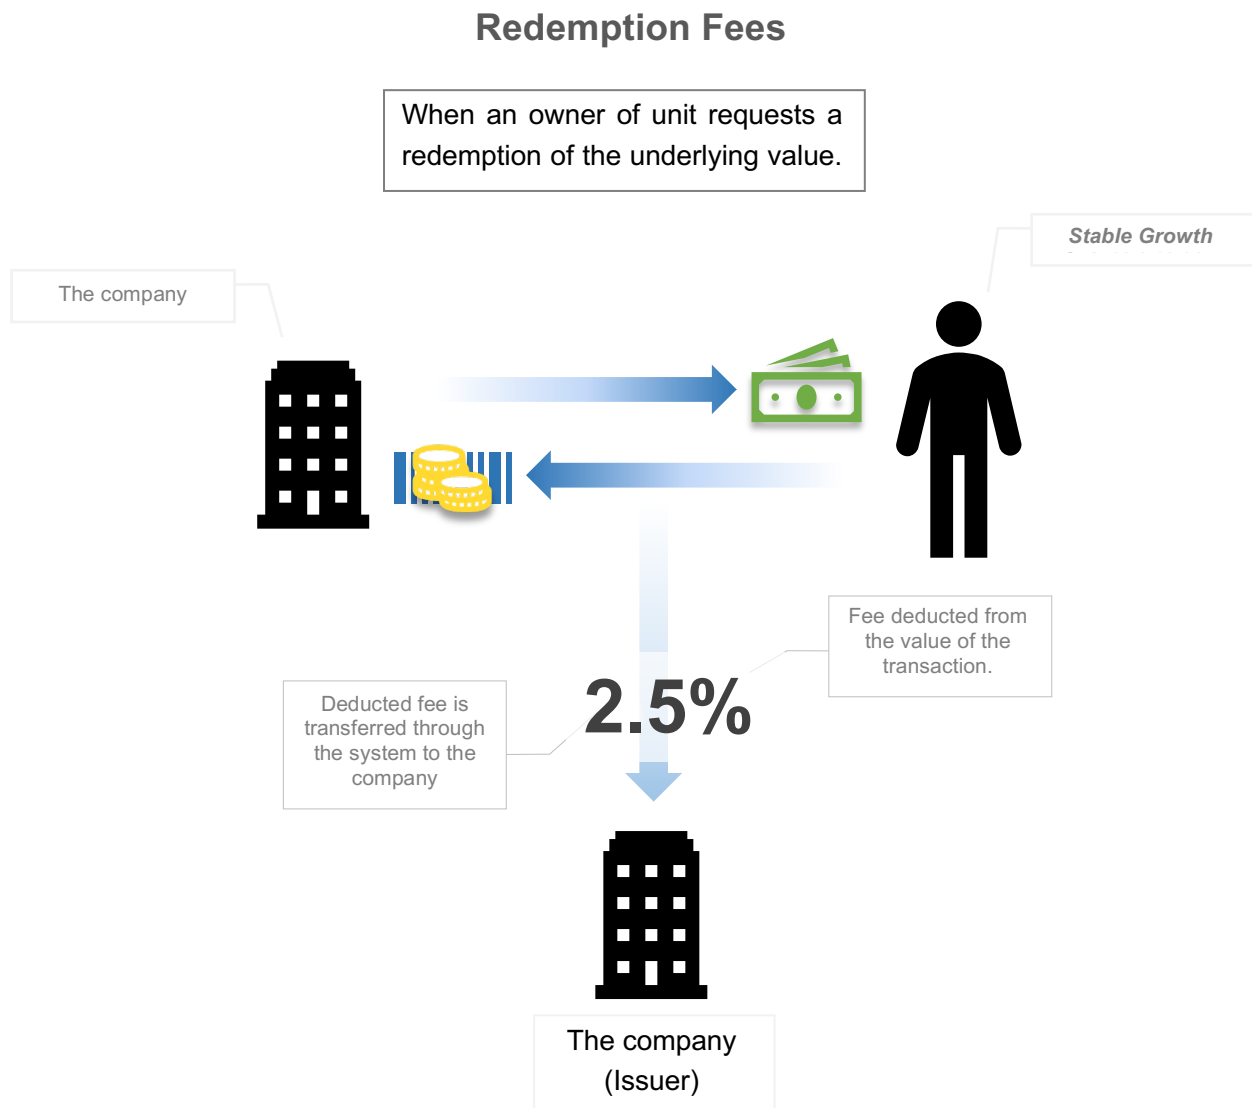 Redemption Fees
When an owner of unit requests a
redemption of the underlying value.
Stable Growth
The company
Fee deducted from
the value of the
transaction.
2.5%
Deducted fee is
transferred through
the system to the
company
The company
(Issuer)